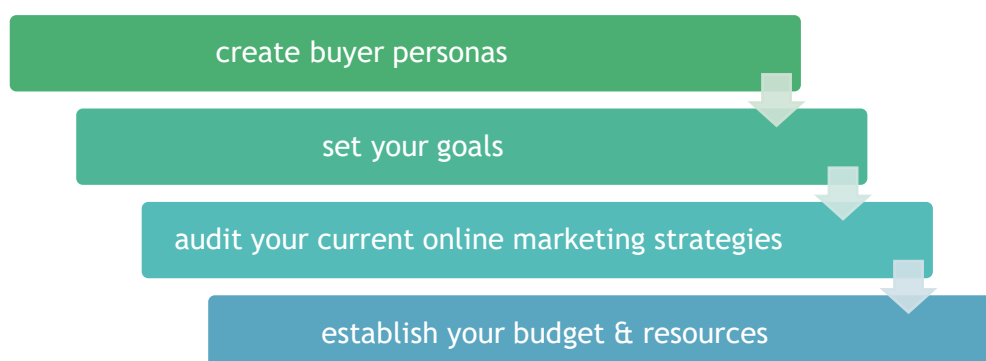 create buyer personas
set your goals
audit your current online marketing strategies
establish your budget & resources